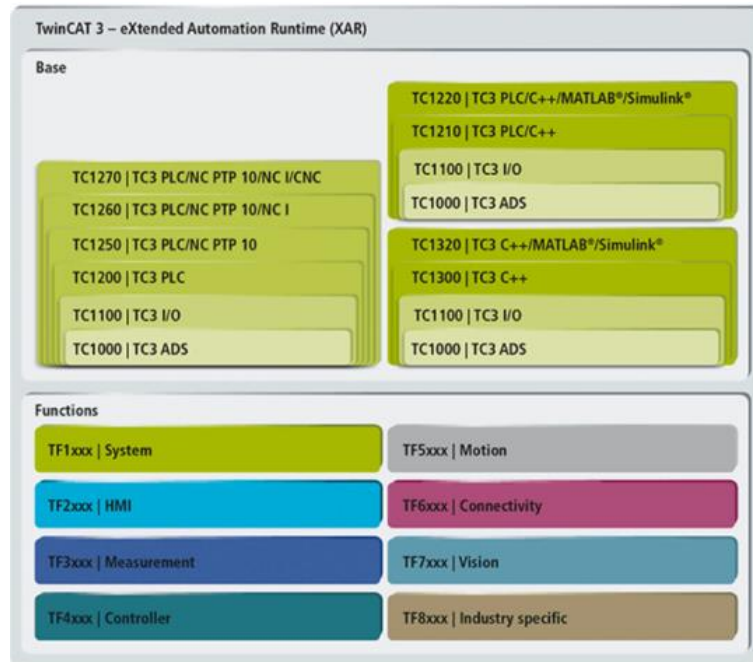 TwinCAT 3 – eXtended Automation Runtime (XAR)
Base
TC1270 | TC3 PLC/NC PTP 10/NC I/CNC
TC1260 | TC3 PLC/NC PTP 10/NC I
TC1250 | TC3 PLC/NC PTP 10
TC1200 | TC3 PLC
TC1100 | TC3 I/O
TC1000 | TC3 ADS
TC1220 | TC3 PLC/C++/MATLAB®/Simulink®
TC1210 | TC3 PLC/C++
TC1100 | TC3 I/O
TC1000 | TC3 ADS
TC1320 | TC3 C++/MATLAB®/Simulink®
TC1300 | TC3 C++
TC1100 | TC3 I/O
TC1000 | TC3 ADS
Functions
TF1xxx | System
TF2xxx | HMI
TF3xxx | Measurement
TF4xxx | Controller
TF5xxx | Motion
TF6xxx | Connectivity
TF7xxx | Vision
TF8xxx | Industry specific